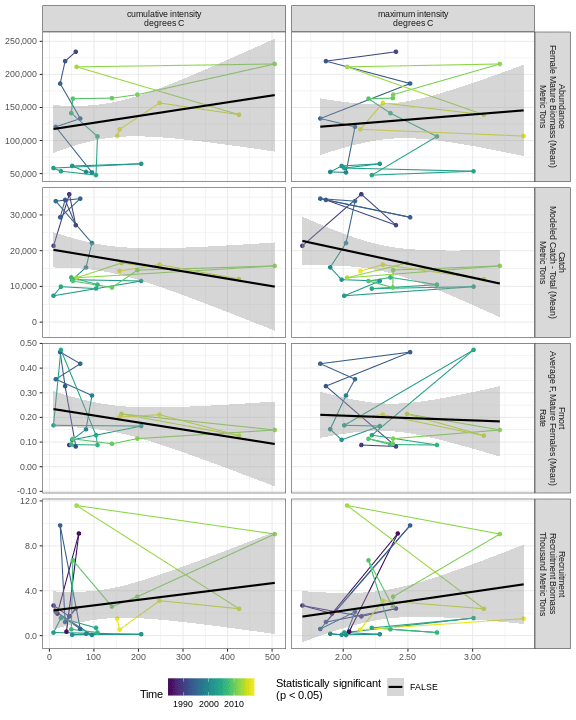 cumulative intensity
degrees C
maximum intensity
degrees C
250,000
200,000
150,000
100,000
50,000
Abundance
Female Mature Biomass (Mean)
Metric Tons
30,000
20,000
10,000
0
Catch
Modeled Catch - Total (Mean)
Metric Tons
0.50
0.40
0.30
0.20
0.10
0.00
-0.10
Fmort
Average F, Mature Females (Mean)
Rate
12.0
8.0
4.0
0.0
Recruitment
Recruitment Biomass
Thousand Metric Tons
0 100 200 300 400 500
2.00 2.50 3.00
Time
1990 2000 2010
Statistically significant
(p < 0.05)
FALSE